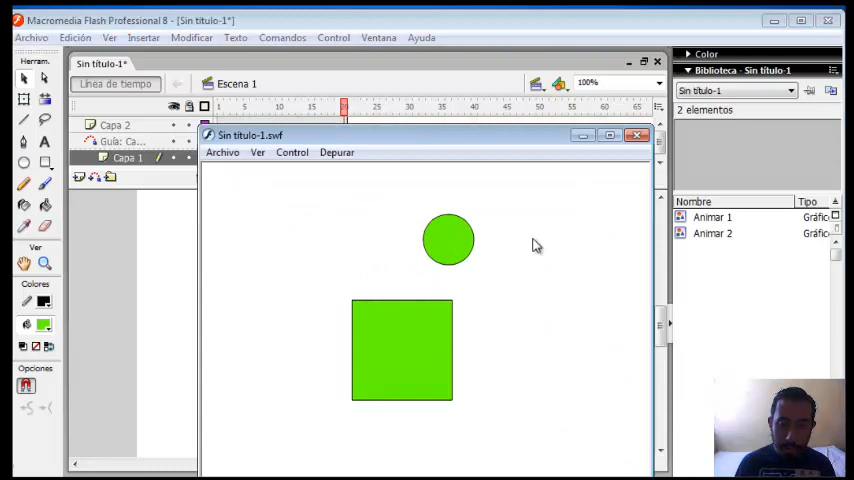 Macromedia Flash Professional 8 - [Sin título-1*]
Archivo Edición Ver Insertar Modificar Texto Comandos Control Ventana Ayuda
Herram.
Sin título-1*
Color
Línea de tiempo
Escena 1
100%
Biblioteca - Sin título-1
Sin título-1
1 5 10 15 20 25 30 35 40 45 50 55 60 65
2 elementos
Capa 2
Guía: Ca...
Capa 1
Sin título-1.swf
Archivo Ver Control Depurar
Nombre Tipo
Animar 1 Gráfic
Animar 2 Gráfic
Ver
Colores
Opciones